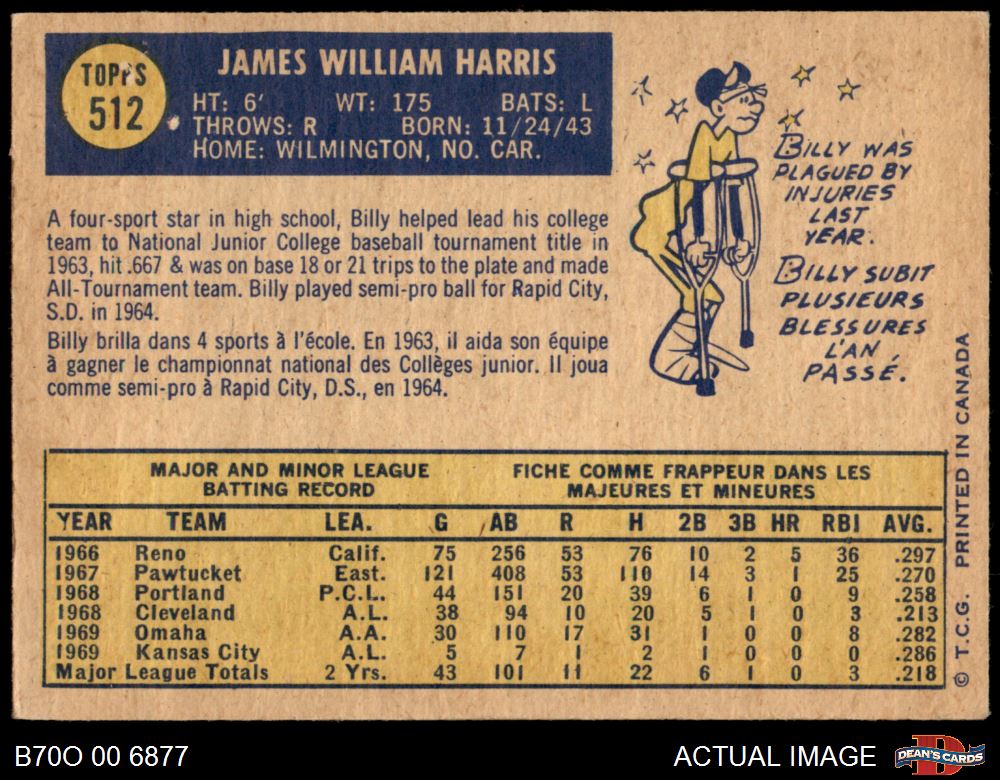 TOPPS
512
JAMES WILLIAM HARRIS
HT: 6' WT: 175 BATS: L
THROWS: R BORN: 11/24/43
HOME: WILMINGTON, NO. CAR.
BILLY WAS
PLAGUED BY
INJURIES
LAST
YEAR.
BILLY SUBIT
PLUSIEURS
BLESSURES
L'AN
PASSÉ.
A four-sport star in high school, Billy helped lead his college
team to National Junior College baseball tournament title in
1963, hit .667 & was on base 18 or 21 trips to the plate and made
All-Tournament team. Billy played semi-pro ball for Rapid City,
S.D. in 1964.
Billy brilla dans 4 sports à l'école. En 1963, il aida son équipe
à gagner le championnat national des Collèges junior. Il joua
comme semi-pro à Rapid City, D.S., en 1964.
MAJOR AND MINOR LEAGUE FICHE COMME FRAPPEUR DANS LES
BATTING RECORD MAJEURES ET MINEURES
YEAR TEAM LEA. G AB R H 2B 3B HR RBI AVG.
1966 Reno Calif. 75 256 53 76 10 2 5 36 .297
1967 Pawtucket East. 121 408 53 110 14 3 1 25 .270
1968 Portland P.C.L. 44 151 20 39 6 1 0 9 .258
1968 Cleveland A.L. 38 94 10 20 5 1 0 3 .213
1969 Omaha A.A. 30 110 17 31 1 0 0 8 .282
1969 Kansas City A.L. 5 7 1 2 1 0 0 0 .286
Major League Totals 2 Yrs. 43 101 11 22 6 1 0 3 .218
© T.C.G. PRINTED IN CANADA
B70O 00 6877
ACTUAL IMAGE
D
DEAN'S CARDS